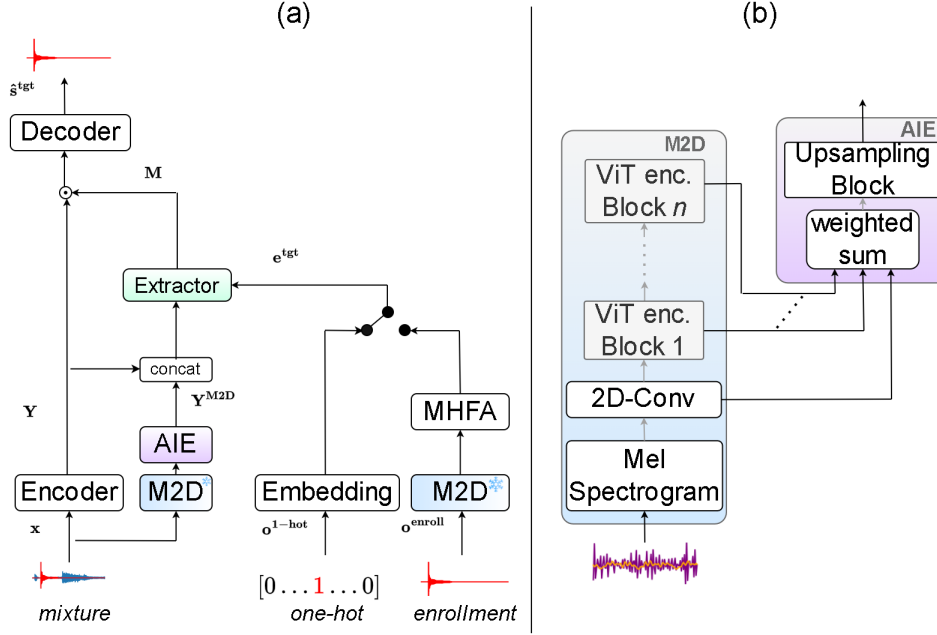 (a)
ŝ^tgt
Decoder
M
e^tgt
Extractor
concat
Y
Y^M2D
MHFA
AIE
Encoder
M2D*
Embedding
M2D*
x
o^1−hot
o^enroll
[0 . . . 1 . . . 0]
mixture
one-hot
enrollment
(b)
M2D
AIE
ViT enc.
Block n
Upsampling
Block
weighted
sum
ViT enc.
Block 1
2D-Conv
Mel
Spectrogram